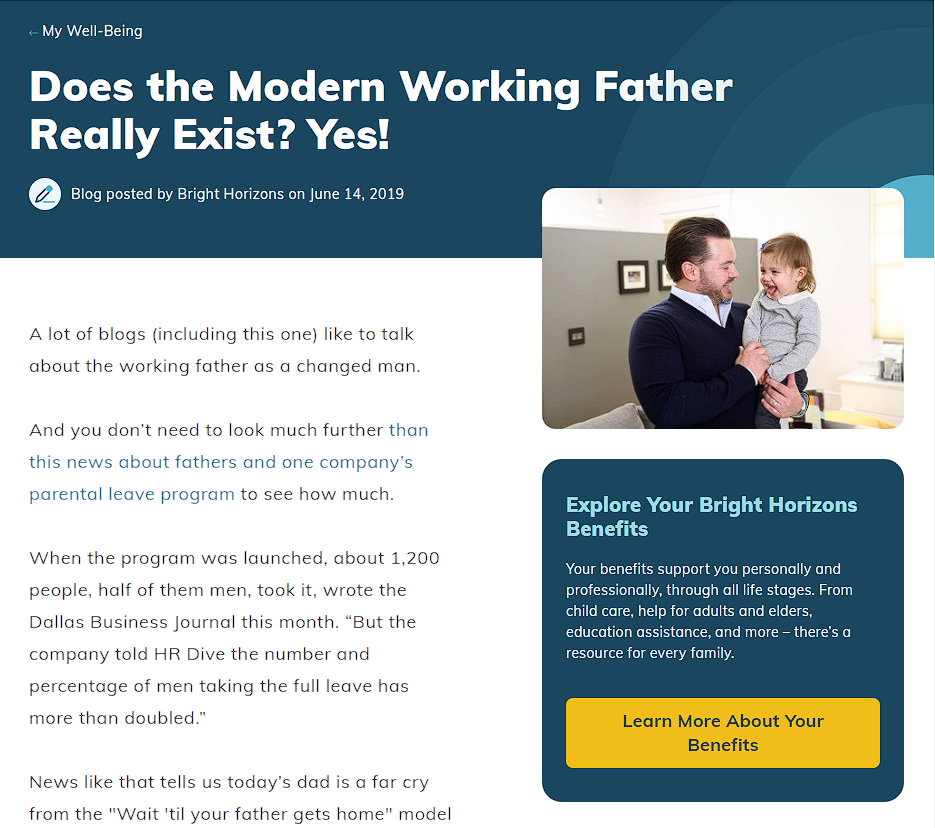 ← My Well-Being
Does the Modern Working Father
Really Exist? Yes!
Blog posted by Bright Horizons on June 14, 2019
A lot of blogs (including this one) like to talk
about the working father as a changed man.
And you don’t need to look much further than
this news about fathers and one company’s
parental leave program to see how much.
When the program was launched, about 1,200
people, half of them men, took it, wrote the
Dallas Business Journal this month. “But the
company told HR Dive the number and
percentage of men taking the full leave has
more than doubled.”
News like that tells us today’s dad is a far cry
from the "Wait 'til your father gets home" model
Explore Your Bright Horizons
Benefits
Your benefits support you personally and
professionally, through all life stages. From
child care, help for adults and elders,
education assistance, and more – there’s a
resource for every family.
Learn More About Your
Benefits